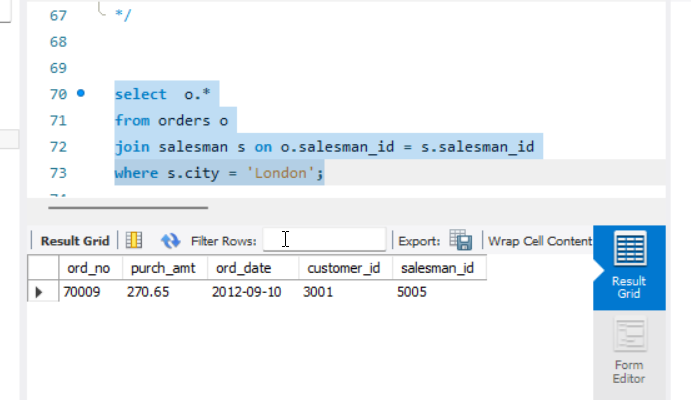 67 */
68
69
70 select o.*
71 from orders o
72 join salesman s on o.salesman_id = s.salesman_id
73 where s.city = 'London';
Result Grid Filter Rows: Export: Wrap Cell Content
ord_no purch_amt ord_date customer_id salesman_id
70009 270.65 2012-09-10 3001 5005
Result
Grid
Form
Editor